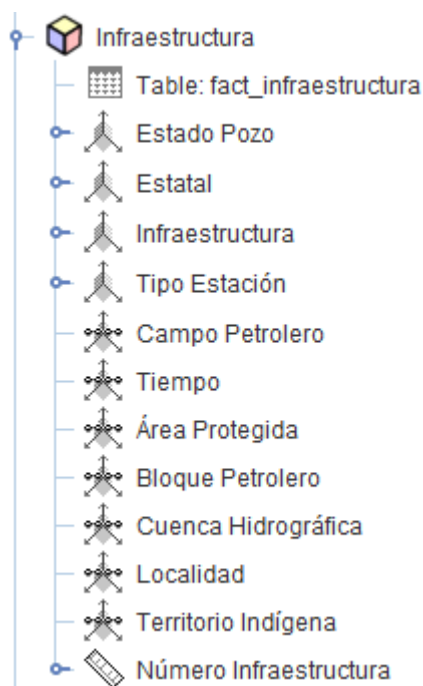 Infraestructura
Table: fact_infraestructura
Estado Pozo
Estatal
Infraestructura
Tipo Estación
Campo Petrolero
Tiempo
Área Protegida
Bloque Petrolero
Cuenca Hidrográfica
Localidad
Territorio Indígena
Número Infraestructura